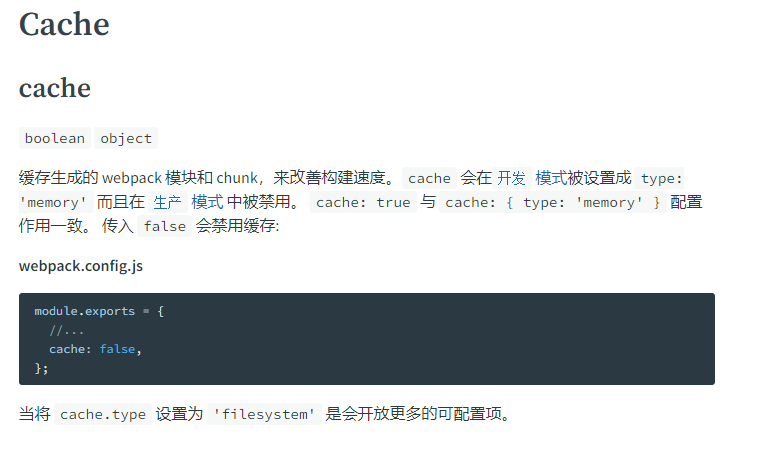 Cache
cache
boolean object
缓存生成的 webpack 模块和 chunk，来改善构建速度。 cache 会在 开发 模式被设置成 type:
'memory' 而且在 生产 模式 中被禁用。 cache: true 与 cache: { type: 'memory' } 配置
作用一致。 传入 false 会禁用缓存:
webpack.config.js
module.exports = {
  //...
  cache: false,
};
当将 cache.type 设置为 'filesystem' 是会开放更多的可配置项。